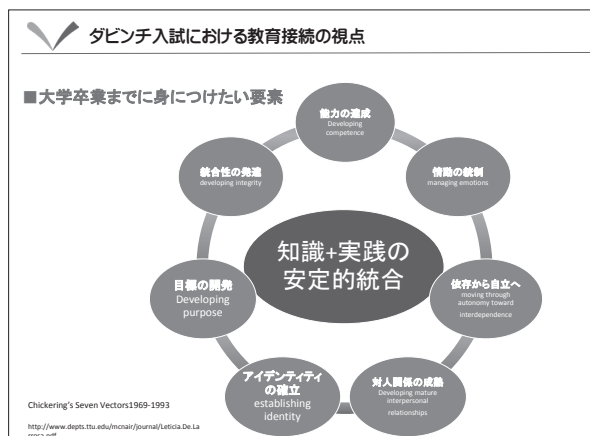 ダビンチ入試における教育接続の視点
■大学卒業までに身につけたい要素
能力の達成
Developing
competence
情動の統制
managing emotions
依存から自立へ
moving through
autonomy toward
interdependence
対人関係の成熟
Developing mature
interpersonal
relationships
アイデンティティ
の確立
establishing
identity
目標の開発
Developing
purpose
統合性の発達
developing integrity
知識+実践の
安定的統合
Chickering's Seven Vectors1969-1993
http://www.depts.ttu.edu/mcnair/journal/Leticia.De.La